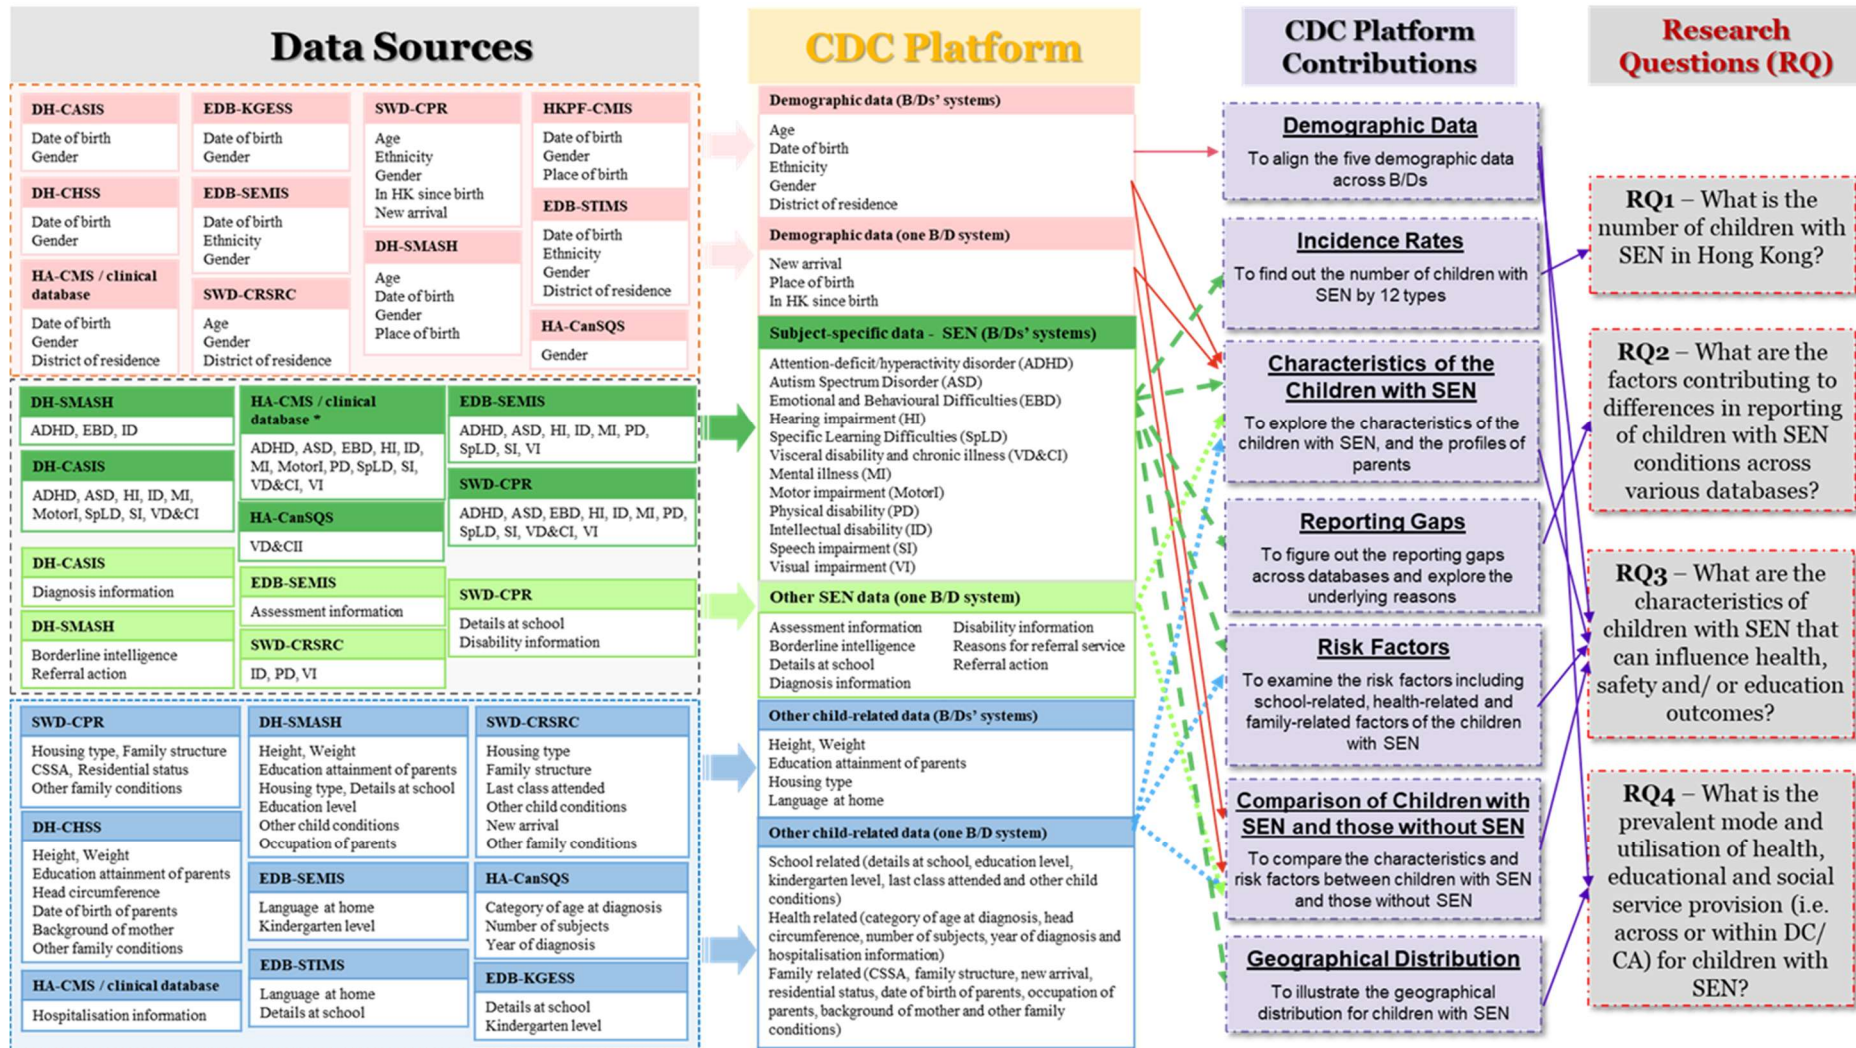 Data Sources
DH-CASIS
Date of birth
Gender
DH-CHSS
Date of birth
Gender
HA-CMS / clinical
database
Date of birth
Gender
District of residence
EDB-KGESS
Date of birth
Gender
EDB-SEMIS
Date of birth
Ethnicity
Gender
SWD-CRSRC
Age
Gender
District of residence
SWD-CPR
Age
Ethnicity
Gender
In HK since birth
New arrival
DH-SMASH
Age
Date of birth
Gender
Place of birth
HKPF-CMIS
Date of birth
Gender
Place of birth
EDB-STIMS
Date of birth
Ethnicity
Gender
District of residence
HA-CanSQS
Gender
DH-SMASH
ADHD, EBD, ID
DH-CASIS
ADHD, ASD, HI, ID, MI,
MotorI, SpLD, SI, VD&CI
HA-CMS / clinical
database *
ADHD, ASD, EBD, HI, ID,
MI, MotorI, PD, SpLD, SI,
VD&CI, VI
HA-CanSQS
VD&CII
EDB-SEMIS
ADHD, ASD, HI, ID, MI, PD,
SpLD, SI, VI
SWD-CPR
ADHD, ASD, EBD, HI, ID, MI, PD,
SpLD, SI, VD&CI, VI
DH-CASIS
Diagnosis information
DH-SMASH
Borderline intelligence
Referral action
EDB-SEMIS
Assessment information
SWD-CRSRC
ID, PD, VI
SWD-CPR
Details at school
Disability information
SWD-CPR
Housing type, Family structure
CSSA, Residential status
Other family conditions
DH-CHSS
Height, Weight
Education attainment of parents
Head circumference
Date of birth of parents
Background of mother
Other family conditions
HA-CMS / clinical database
Hospitalisation information
DH-SMASH
Height, Weight
Education attainment of parents
Housing type, Details at school
Education level
Other child conditions
Occupation of parents
EDB-SEMIS
Language at home
Kindergarten level
EDB-STIMS
Language at home
Details at school
SWD-CRSRC
Housing type
Family structure
Last class attended
Other child conditions
New arrival
Other family conditions
HA-CanSQS
Category of age at diagnosis
Number of subjects
Year of diagnosis
EDB-KGESS
Details at school
Kindergarten level
CDC Platform
Demographic data (B/Ds' systems)
Age
Date of birth
Ethnicity
Gender
District of residence
Demographic data (one B/D system)
New arrival
Place of birth
In HK since birth
Subject-specific data - SEN (B/Ds' systems)
Attention-deficit/hyperactivity disorder (ADHD)
Autism Spectrum Disorder (ASD)
Emotional and Behavioural Difficulties (EBD)
Hearing impairment (HI)
Specific Learning Difficulties (SpLD)
Visceral disability and chronic illness (VD&CI)
Mental illness (MI)
Motor impairment (MotorI)
Physical disability (PD)
Intellectual disability (ID)
Speech impairment (SI)
Visual impairment (VI)
Other SEN data (one B/D system)
Assessment information
Borderline intelligence
Details at school
Diagnosis information
Disability information
Reasons for referral service
Referral action
Other child-related data (B/Ds' systems)
Height, Weight
Education attainment of parents
Housing type
Language at home
Other child-related data (one B/D system)
School related (details at school, education level,
kindergarten level, last class attended and other child
conditions)
Health related (category of age at diagnosis, head
circumference, number of subjects, year of diagnosis and
hospitalisation information)
Family related (CSSA, family structure, new arrival,
residential status, date of birth of parents, occupation of
parents, background of mother and other family
conditions)
CDC Platform
Contributions
Demographic Data
To align the five demographic data
across B/Ds
Incidence Rates
To find out the number of children with
SEN by 12 types
Characteristics of the
Children with SEN
To explore the characteristics of the
children with SEN, and the profiles of
parents
Reporting Gaps
To figure out the reporting gaps
across databases and explore the
underlying reasons
Risk Factors
To examine the risk factors including
school-related, health-related and
family-related factors of the children
with SEN
Comparison of Children with
SEN and those without SEN
To compare the characteristics and
risk factors between children with SEN
and those without SEN
Geographical Distribution
To illustrate the geographical
distribution for children with SEN
Research
Questions (RQ)
RQ1 – What is the
number of children with
SEN in Hong Kong?
RQ2 – What are the
factors contributing to
differences in reporting
of children with SEN
conditions across
various databases?
RQ3 – What are the
characteristics of
children with SEN that
can influence health,
safety and/ or education
outcomes?
RQ4 – What is the
prevalent mode and
utilisation of health,
educational and social
service provision (i.e.
across or within DC/
CA) for children with
SEN?